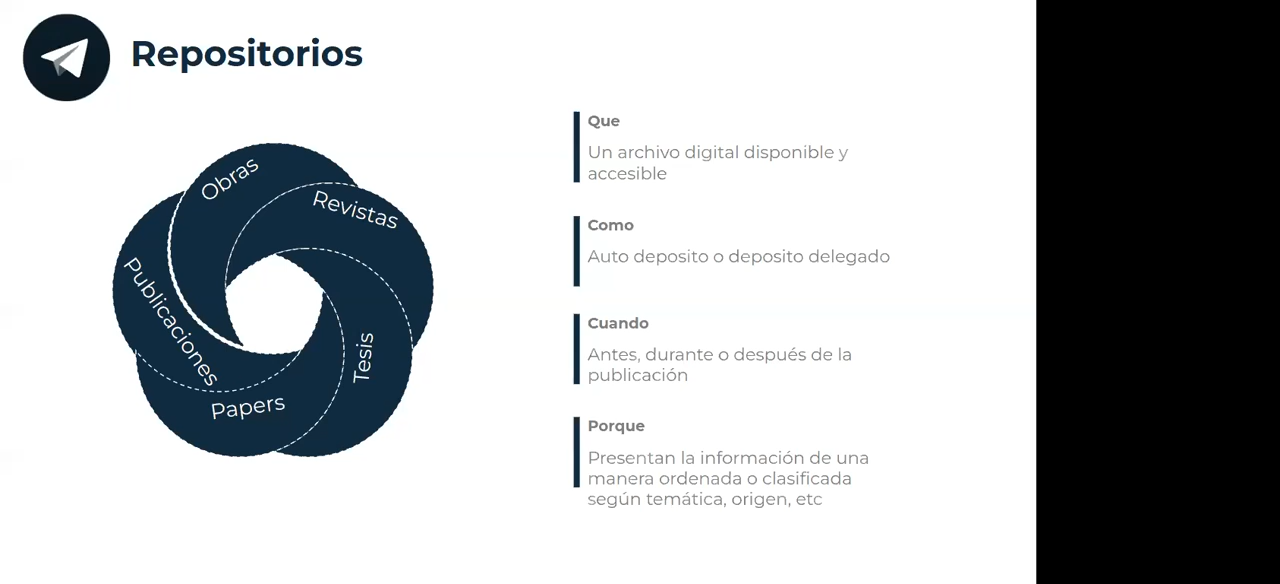 Repositorios
Obras
Revistas
Publicaciones
Tesis
Papers
Que
Un archivo digital disponible y
accesible
Como
Auto deposito o deposito delegado
Cuando
Antes, durante o después de la
publicación
Porque
Presentan la información de una
manera ordenada o clasificada
según temática, origen, etc